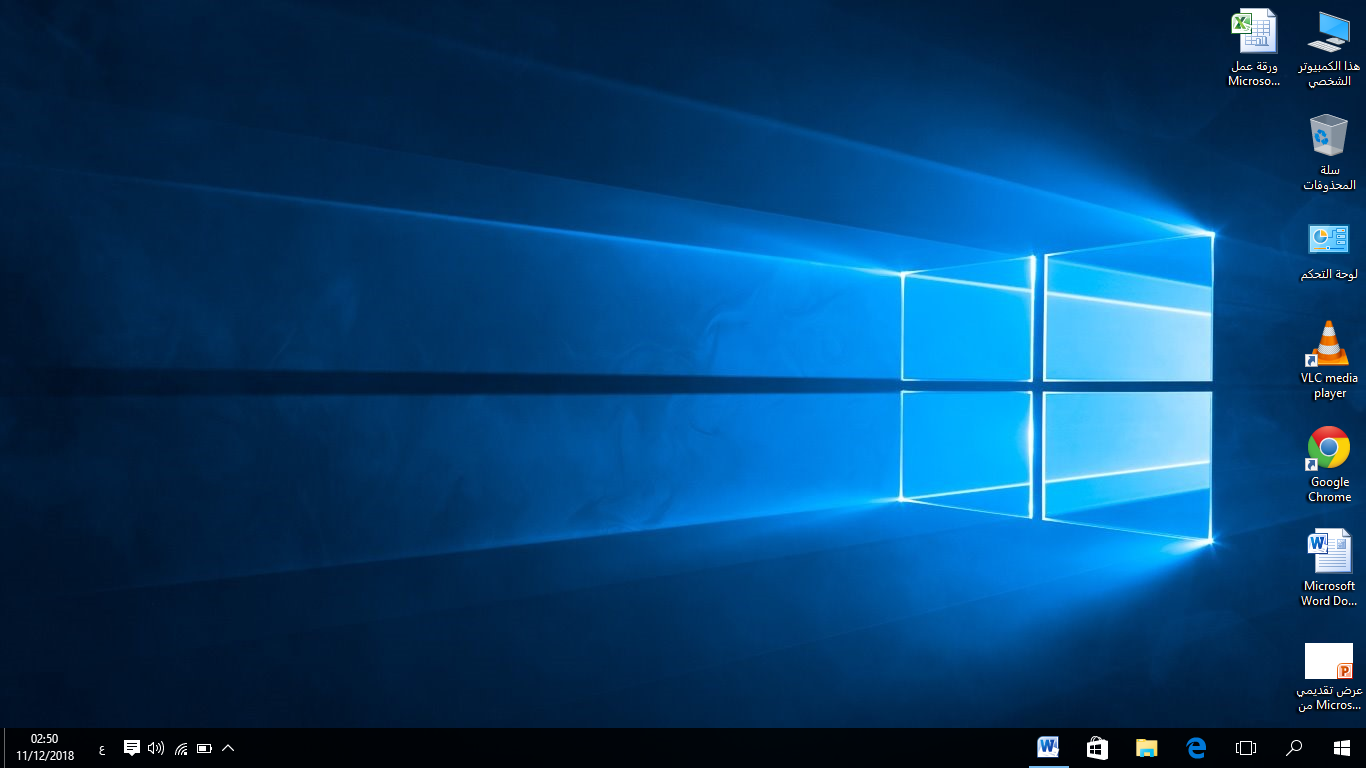 هذا الكمبيوتر
الشخصي
سلة
المحذوفات
لوحة التحكم
VLC media
player
Google
Chrome
Microsoft
Word Do...
عرض تقديمي
من Micros...
ورقة عمل
Microso...
ع
02:50
11/12/2018